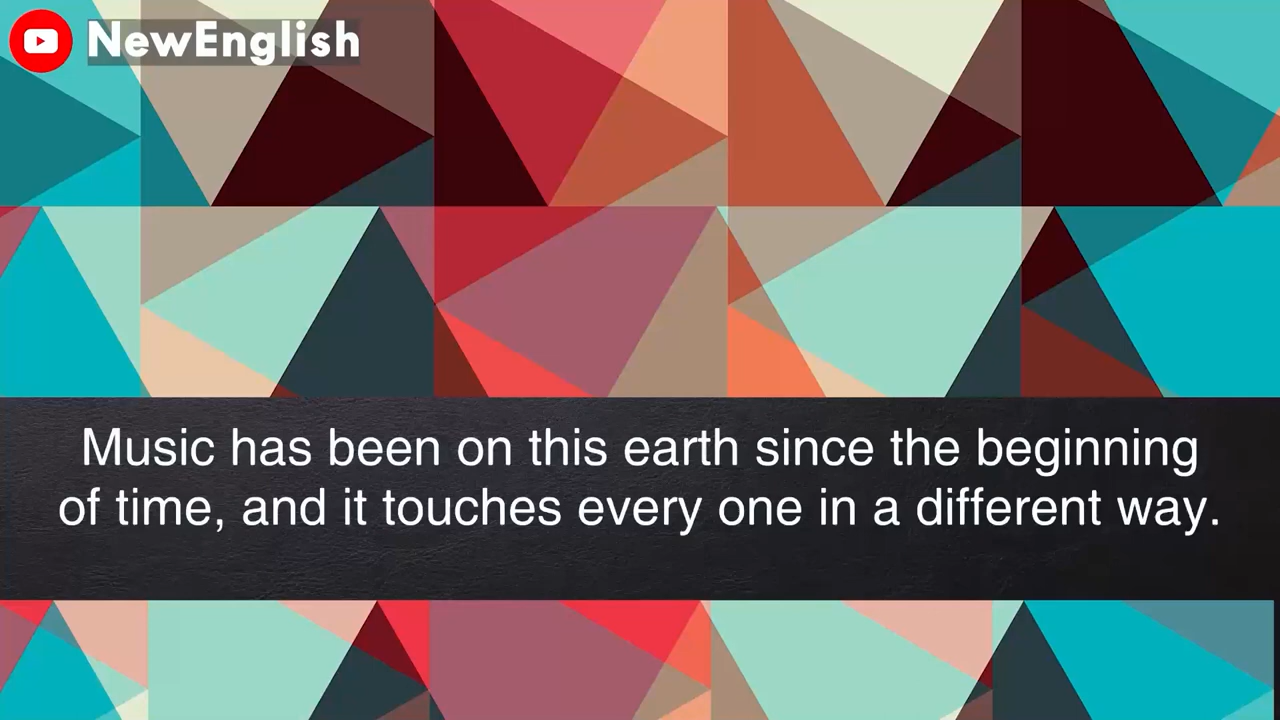 NewEnglish
Music has been on this earth since the beginning
of time, and it touches every one in a different way.